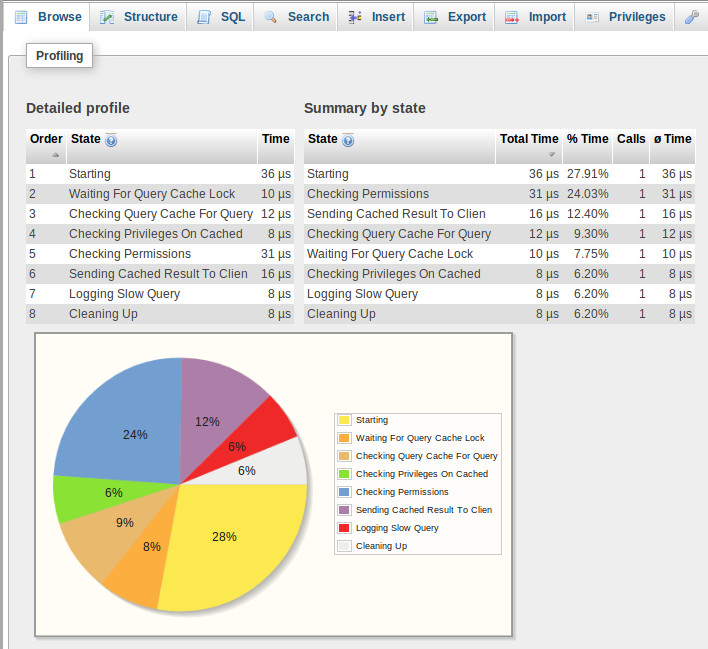 Browse Structure SQL Search Insert Export Import Privileges
Profiling
Detailed profile
Order State Time
1 Starting 36 µs
2 Waiting For Query Cache Lock 10 µs
3 Checking Query Cache For Query 12 µs
4 Checking Privileges On Cached 8 µs
5 Checking Permissions 31 µs
6 Sending Cached Result To Clien 16 µs
7 Logging Slow Query 8 µs
8 Cleaning Up 8 µs
Summary by state
State Total Time % Time Calls ø Time
Starting 36 µs 27.91% 1 36 µs
Checking Permissions 31 µs 24.03% 1 31 µs
Sending Cached Result To Clien 16 µs 12.40% 1 16 µs
Checking Query Cache For Query 12 µs 9.30% 1 12 µs
Waiting For Query Cache Lock 10 µs 7.75% 1 10 µs
Checking Privileges On Cached 8 µs 6.20% 1 8 µs
Logging Slow Query 8 µs 6.20% 1 8 µs
Cleaning Up 8 µs 6.20% 1 8 µs
24%
12%
6%
6%
6%
9%
8%
28%
Starting
Waiting For Query Cache Lock
Checking Query Cache For Query
Checking Privileges On Cached
Checking Permissions
Sending Cached Result To Clien
Logging Slow Query
Cleaning Up